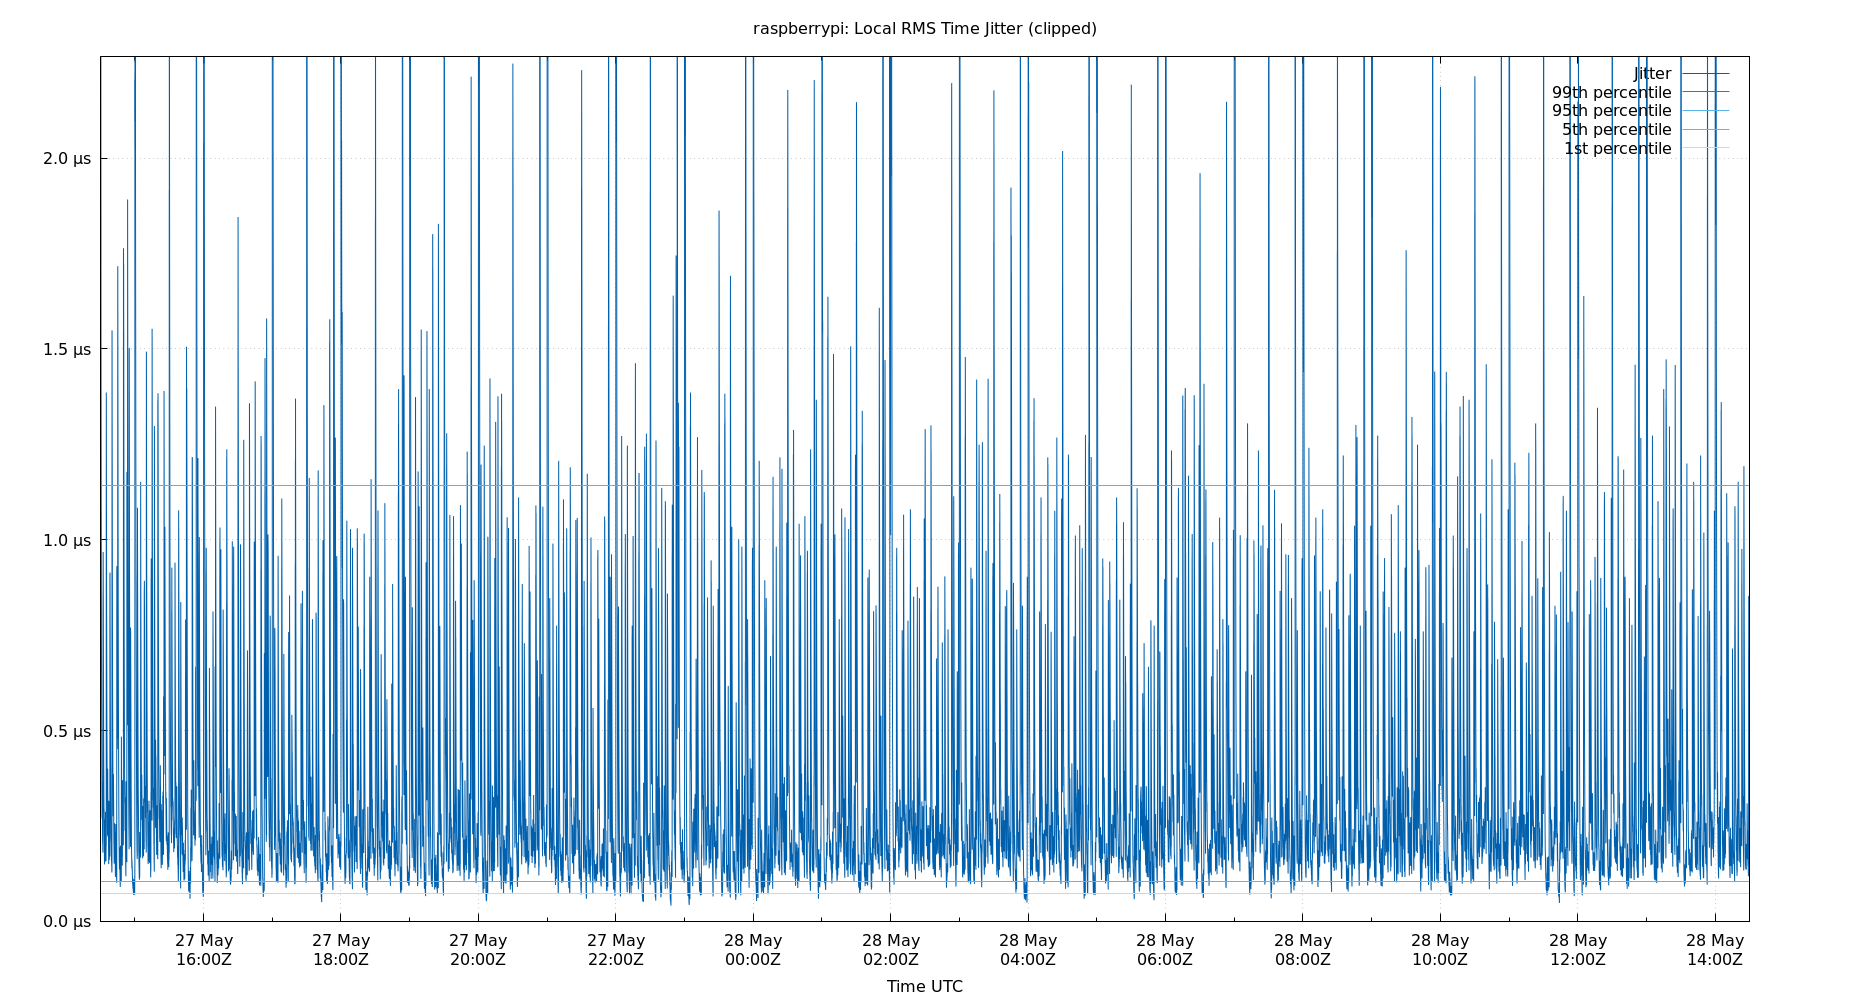 raspberrypi: Local RMS Time Jitter (clipped)
Jitter
99th percentile
95th percentile
5th percentile
1st percentile
2.0 µs
1.5 µs
1.0 µs
0.5 µs
0.0 µs
27 May 27 May 27 May 27 May 28 May 28 May 28 May 28 May 28 May 28 May 28 May 28 May
16:00Z 18:00Z 20:00Z 22:00Z 00:00Z 02:00Z 04:00Z 06:00Z 08:00Z 10:00Z 12:00Z 14:00Z
Time UTC